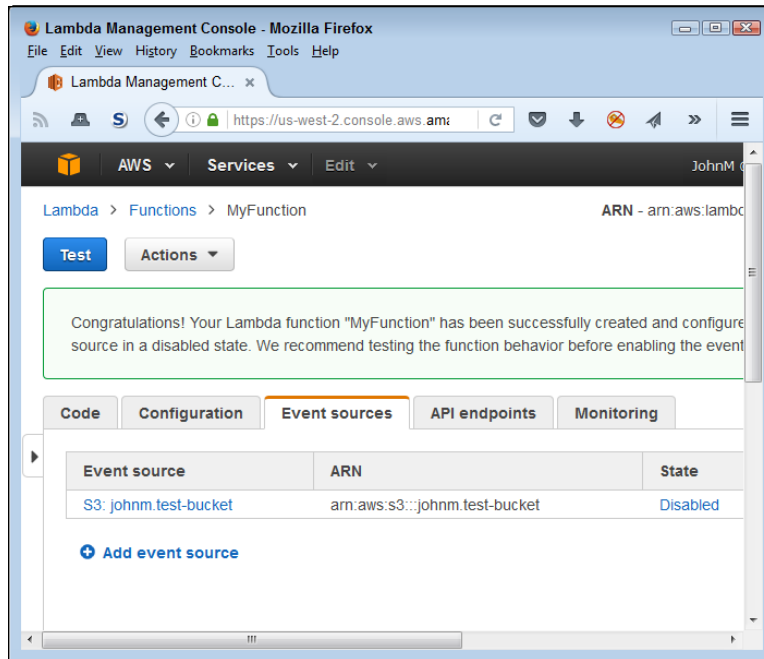 Lambda Management Console - Mozilla Firefox
File Edit View History Bookmarks Tools Help
Lambda Management C... x
https://us-west-2.console.aws.ama
AWS Services Edit JohnM
Lambda > Functions > MyFunction ARN - arn:aws:lambd
Test Actions
Congratulations! Your Lambda function "MyFunction" has been successfully created and configure
source in a disabled state. We recommend testing the function behavior before enabling the event
Code Configuration Event sources API endpoints Monitoring
Event source ARN State
S3: johnm.test-bucket arn:aws:s3:::johnm.test-bucket Disabled
Add event source